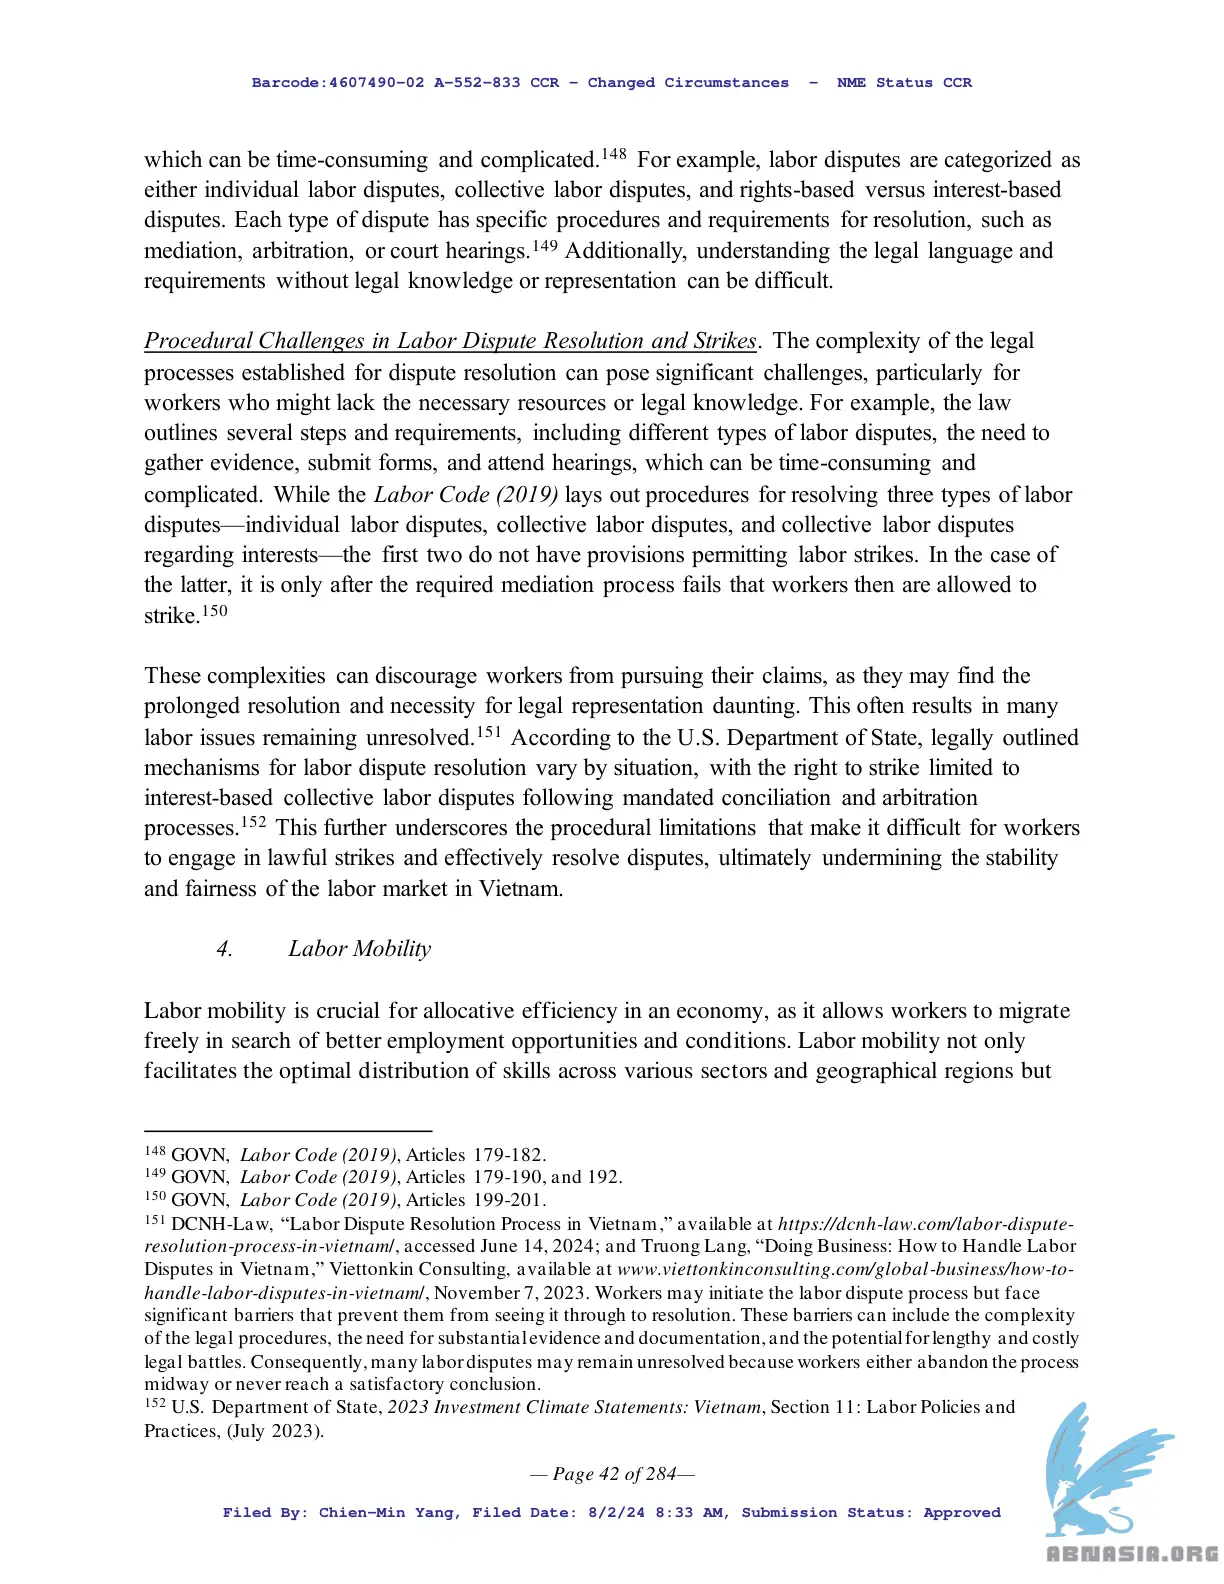 Barcode:4607490-02 A-552-833 CCR - Changed Circumstances - NME Status CCR
which can be time-consuming and complicated.148 For example, labor disputes are categorized as
either individual labor disputes, collective labor disputes, and rights-based versus interest-based
disputes. Each type of dispute has specific procedures and requirements for resolution, such as
mediation, arbitration, or court hearings.149 Additionally, understanding the legal language and
requirements without legal knowledge or representation can be difficult.
Procedural Challenges in Labor Dispute Resolution and Strikes. The complexity of the legal
processes established for dispute resolution can pose significant challenges, particularly for
workers who might lack the necessary resources or legal knowledge. For example, the law
outlines several steps and requirements, including different types of labor disputes, the need to
gather evidence, submit forms, and attend hearings, which can be time-consuming and
complicated. While the Labor Code (2019) lays out procedures for resolving three types of labor
disputes—individual labor disputes, collective labor disputes, and collective labor disputes
regarding interests—the first two do not have provisions permitting labor strikes. In the case of
the latter, it is only after the required mediation process fails that workers then are allowed to
strike.150
These complexities can discourage workers from pursuing their claims, as they may find the
prolonged resolution and necessity for legal representation daunting. This often results in many
labor issues remaining unresolved.151 According to the U.S. Department of State, legally outlined
mechanisms for labor dispute resolution vary by situation, with the right to strike limited to
interest-based collective labor disputes following mandated conciliation and arbitration
processes.152 This further underscores the procedural limitations that make it difficult for workers
to engage in lawful strikes and effectively resolve disputes, ultimately undermining the stability
and fairness of the labor market in Vietnam.
4. Labor Mobility
Labor mobility is crucial for allocative efficiency in an economy, as it allows workers to migrate
freely in search of better employment opportunities and conditions. Labor mobility not only
facilitates the optimal distribution of skills across various sectors and geographical regions but
148 GOVN, Labor Code (2019), Articles 179-182.
149 GOVN, Labor Code (2019), Articles 179-190, and 192.
150 GOVN, Labor Code (2019), Articles 199-201.
151 DCNH-Law, “Labor Dispute Resolution Process in Vietnam,” available at https://dcnh-law.com/labor-dispute-
resolution-process-in-vietnam/, accessed June 14, 2024; and Truong Lang, “Doing Business: How to Handle Labor
Disputes in Vietnam,” Viettonkin Consulting, available at www.viettonkinconsulting.com/global-business/how-to-
handle-labor-disputes-in-vietnam/, November 7, 2023. Workers may initiate the labor dispute process but face
significant barriers that prevent them from seeing it through to resolution. These barriers can include the complexity
of the legal procedures, the need for substantial evidence and documentation, and the potential for lengthy and costly
legal battles. Consequently, many labor disputes may remain unresolved because workers either abandon the process
midway or never reach a satisfactory conclusion.
152 U.S. Department of State, 2023 Investment Climate Statements: Vietnam, Section 11: Labor Policies and
Practices, (July 2023).
— Page 42 of 284—
Filed By: Chien-Min Yang, Filed Date: 8/2/24 8:33 AM, Submission Status: Approved
ABNASIA.ORG